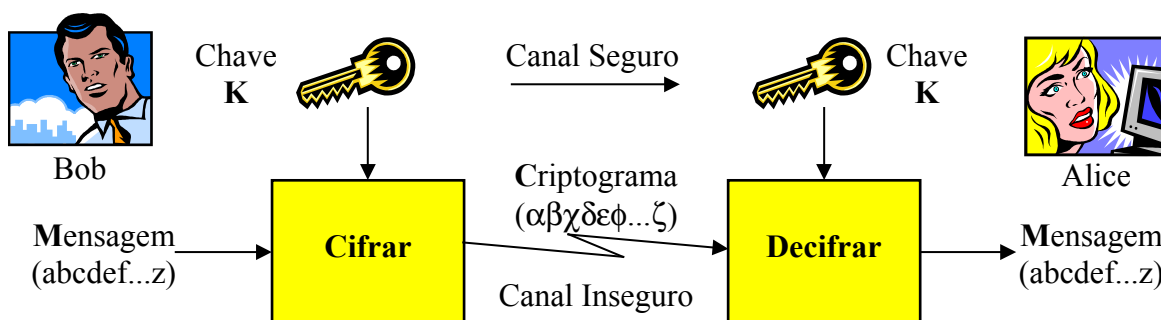 Chave
K
Canal Seguro
Chave
K
Bob
Alice
Criptograma
(αβχδεϕ...ζ)
Mensagem
(abcdef...z)
Cifrar
Decifrar
Mensagem
(abcdef...z)
Canal Inseguro